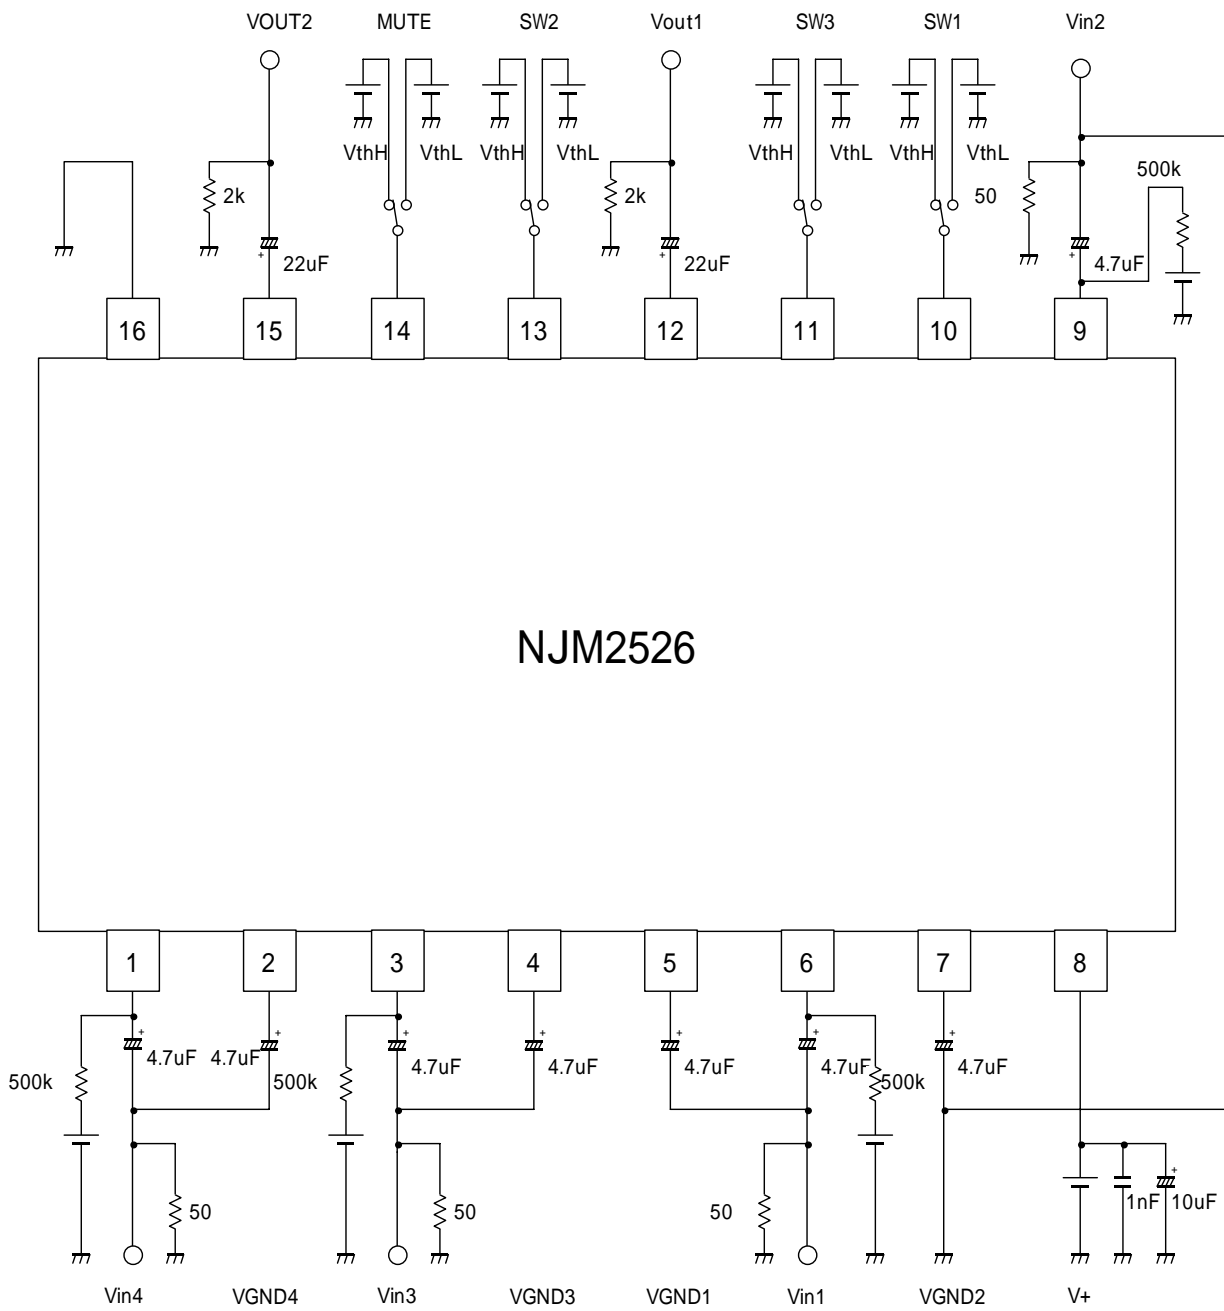 VOUT2 MUTE SW2 Vout1 SW3 SW1 Vin2
VthH VthL VthH VthL VthH VthL VthH VthL
2k 2k 50 500k
+ 22uF + 22uF + 4.7uF
16 15 14 13 12 11 10 9
NJM2526
1 2 3 4 5 6 7 8
+ + + + + + +
4.7uF 4.7uF 4.7uF 4.7uF 4.7uF 4.7uF 4.7uF
500k 500k 500k
+
1nF 10uF
50 50 50
Vin4 VGND4 Vin3 VGND3 VGND1 Vin1 VGND2 V+